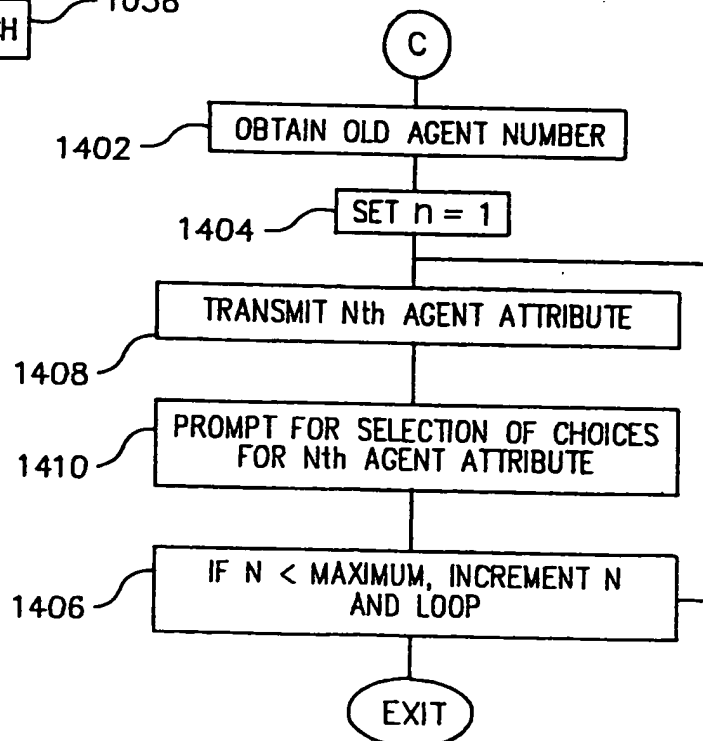 1058
H
C
OBTAIN OLD AGENT NUMBER
1402
SET n = 1
1404
TRANSMIT Nth AGENT ATTRIBUTE
1408
PROMPT FOR SELECTION OF CHOICES
FOR Nth AGENT ATTRIBUTE
1410
IF N < MAXIMUM, INCREMENT N
AND LOOP
1406
EXIT